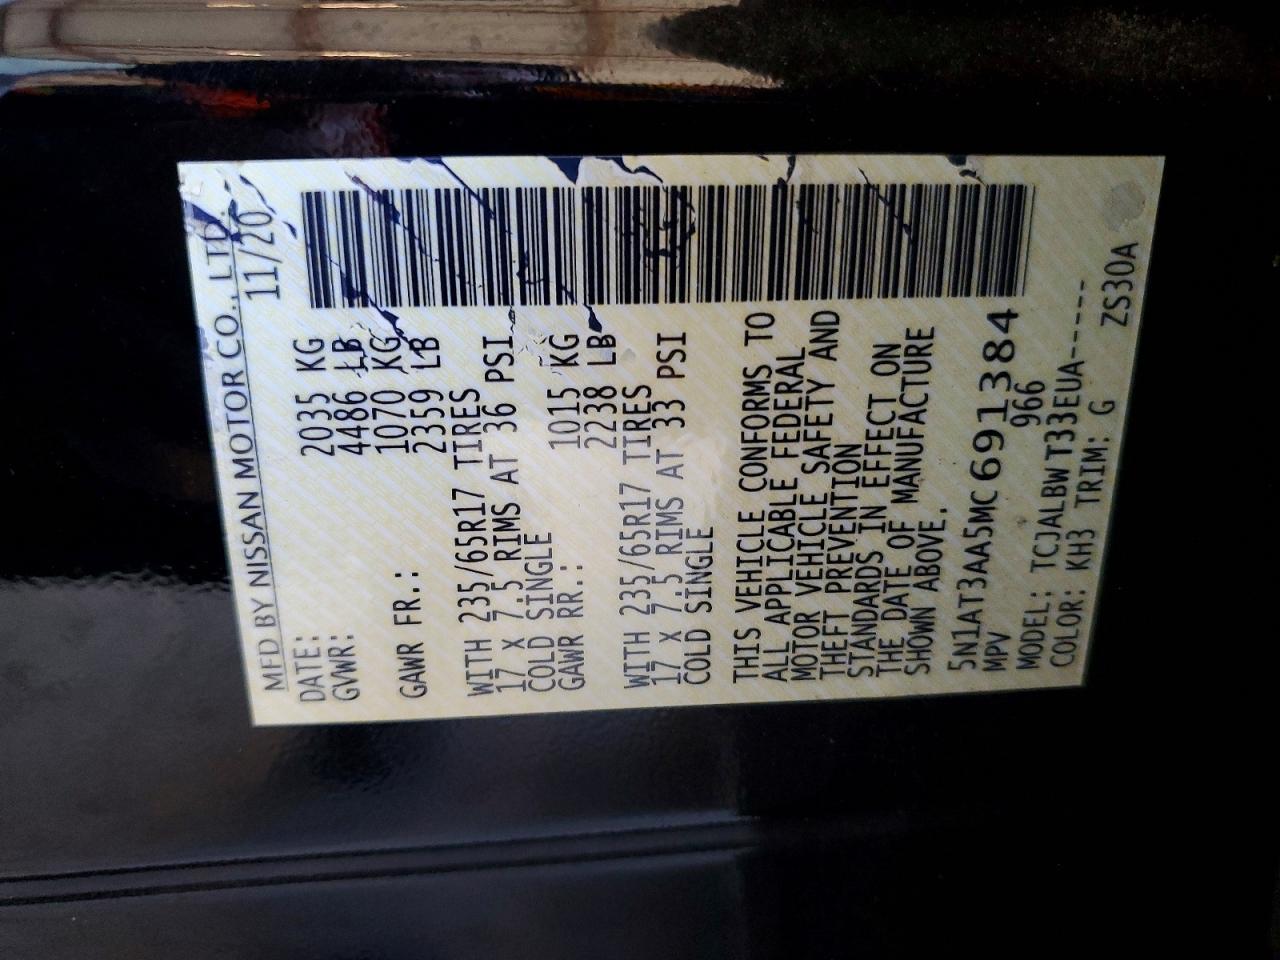 MFD BY NISSAN MOTOR CO., LTD.
DATE: 11/20
GVWR: 2035 KG
4486 LB
GAWR FR.: 1070 KG
2359 LB
WITH 235/65R17 TIRES
17 X 7.5 RIMS AT 36 PSI
COLD SINGLE
GAWR RR.: 1015 KG
2238 LB
WITH 235/65R17 TIRES
17 X 7.5 RIMS AT 33 PSI
COLD SINGLE
THIS VEHICLE CONFORMS TO
ALL APPLICABLE FEDERAL
MOTOR VEHICLE SAFETY AND
THEFT PREVENTION
STANDARDS IN EFFECT ON
THE DATE OF MANUFACTURE
SHOWN ABOVE.
5N1AT3AA5MC691384
MPV 966
MODEL: TCJALBWT33EUA-----
COLOR: KH3 TRIM: G ZS30A